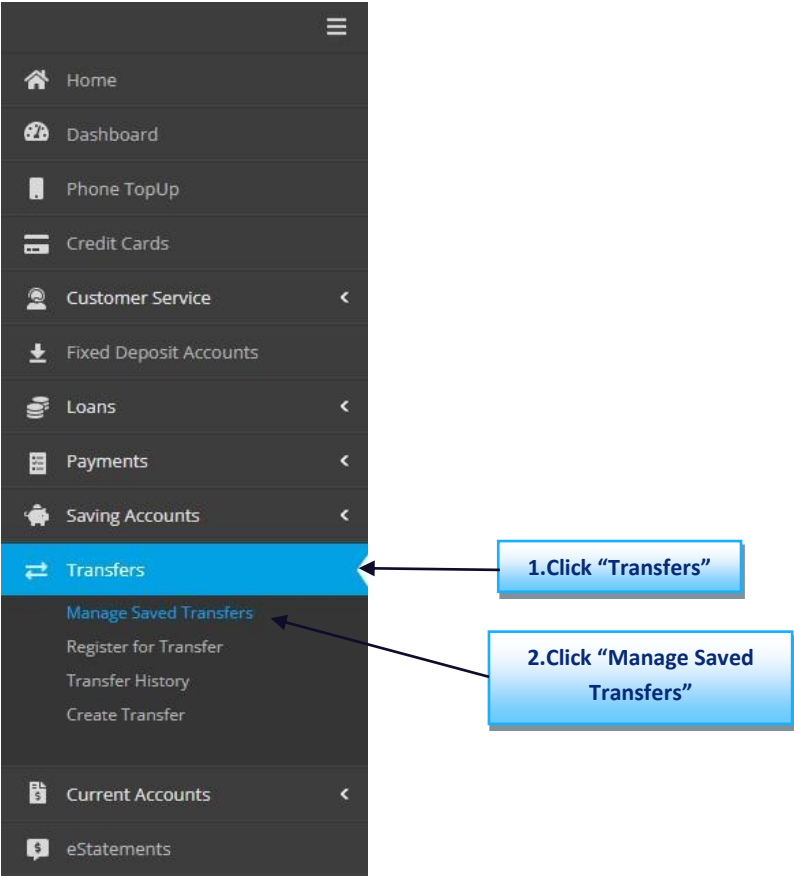 Home
Dashboard
Phone TopUp
Credit Cards
Customer Service
Fixed Deposit Accounts
Loans
Payments
Saving Accounts
Transfers
1.Click “Transfers”
Manage Saved Transfers
Register for Transfer
Transfer History
Create Transfer
2.Click “Manage Saved
Transfers”
Current Accounts
eStatements